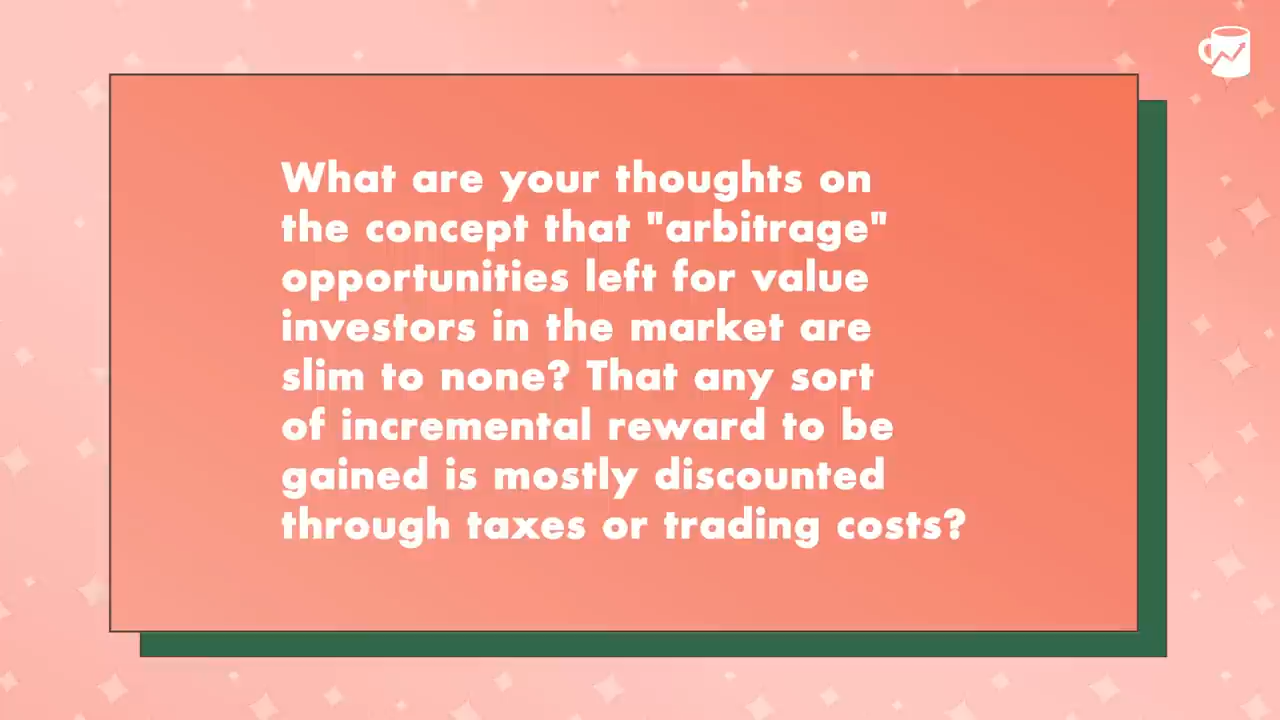 What are your thoughts on
the concept that "arbitrage"
opportunities left for value
investors in the market are
slim to none? That any sort
of incremental reward to be
gained is mostly discounted
through taxes or trading costs?